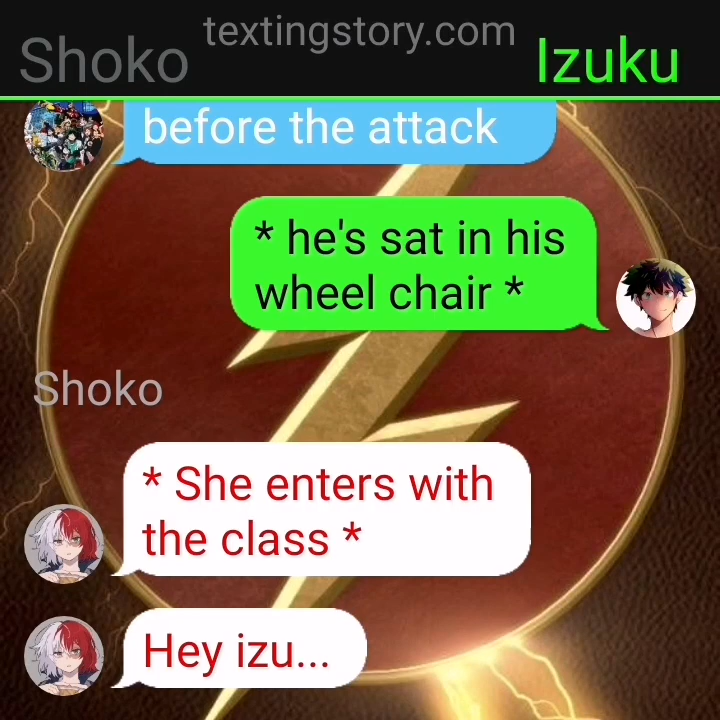 textingstory.com
Shoko
Izuku
before the attack
* he's sat in his
wheel chair *
Shoko
* She enters with
the class *
Hey izu...